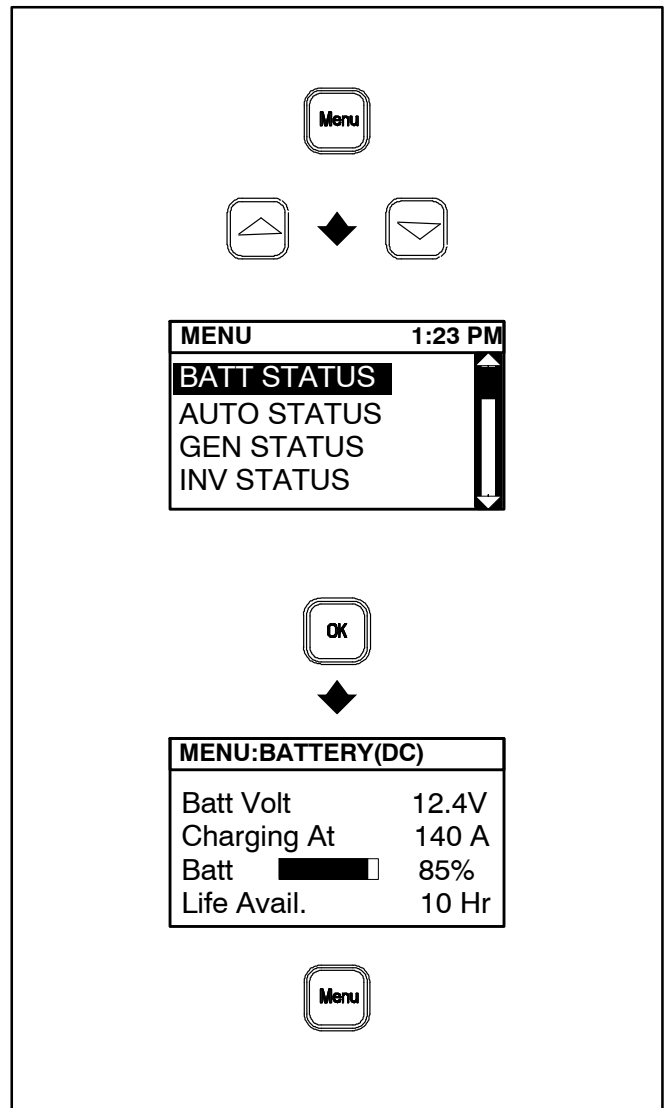 Menu
MENU 1:23 PM
BATT STATUS
AUTO STATUS
GEN STATUS
INV STATUS
OK
MENU:BATTERY(DC)
Batt Volt 12.4V
Charging At 140 A
Batt 85%
Life Avail. 10 Hr
Menu